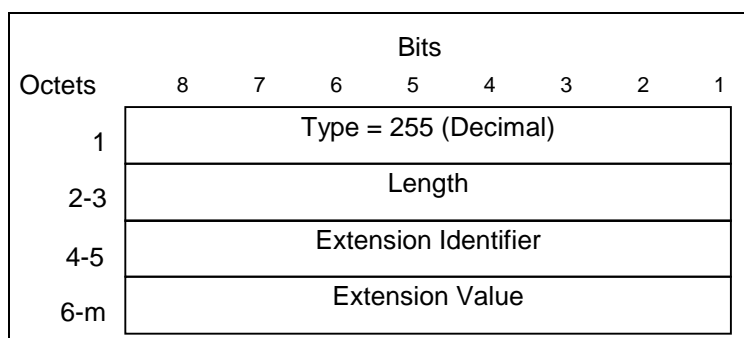 Bits
Octets 8 7 6 5 4 3 2 1
1 Type = 255 (Decimal)
2-3 Length
4-5 Extension Identifier
6-m Extension Value